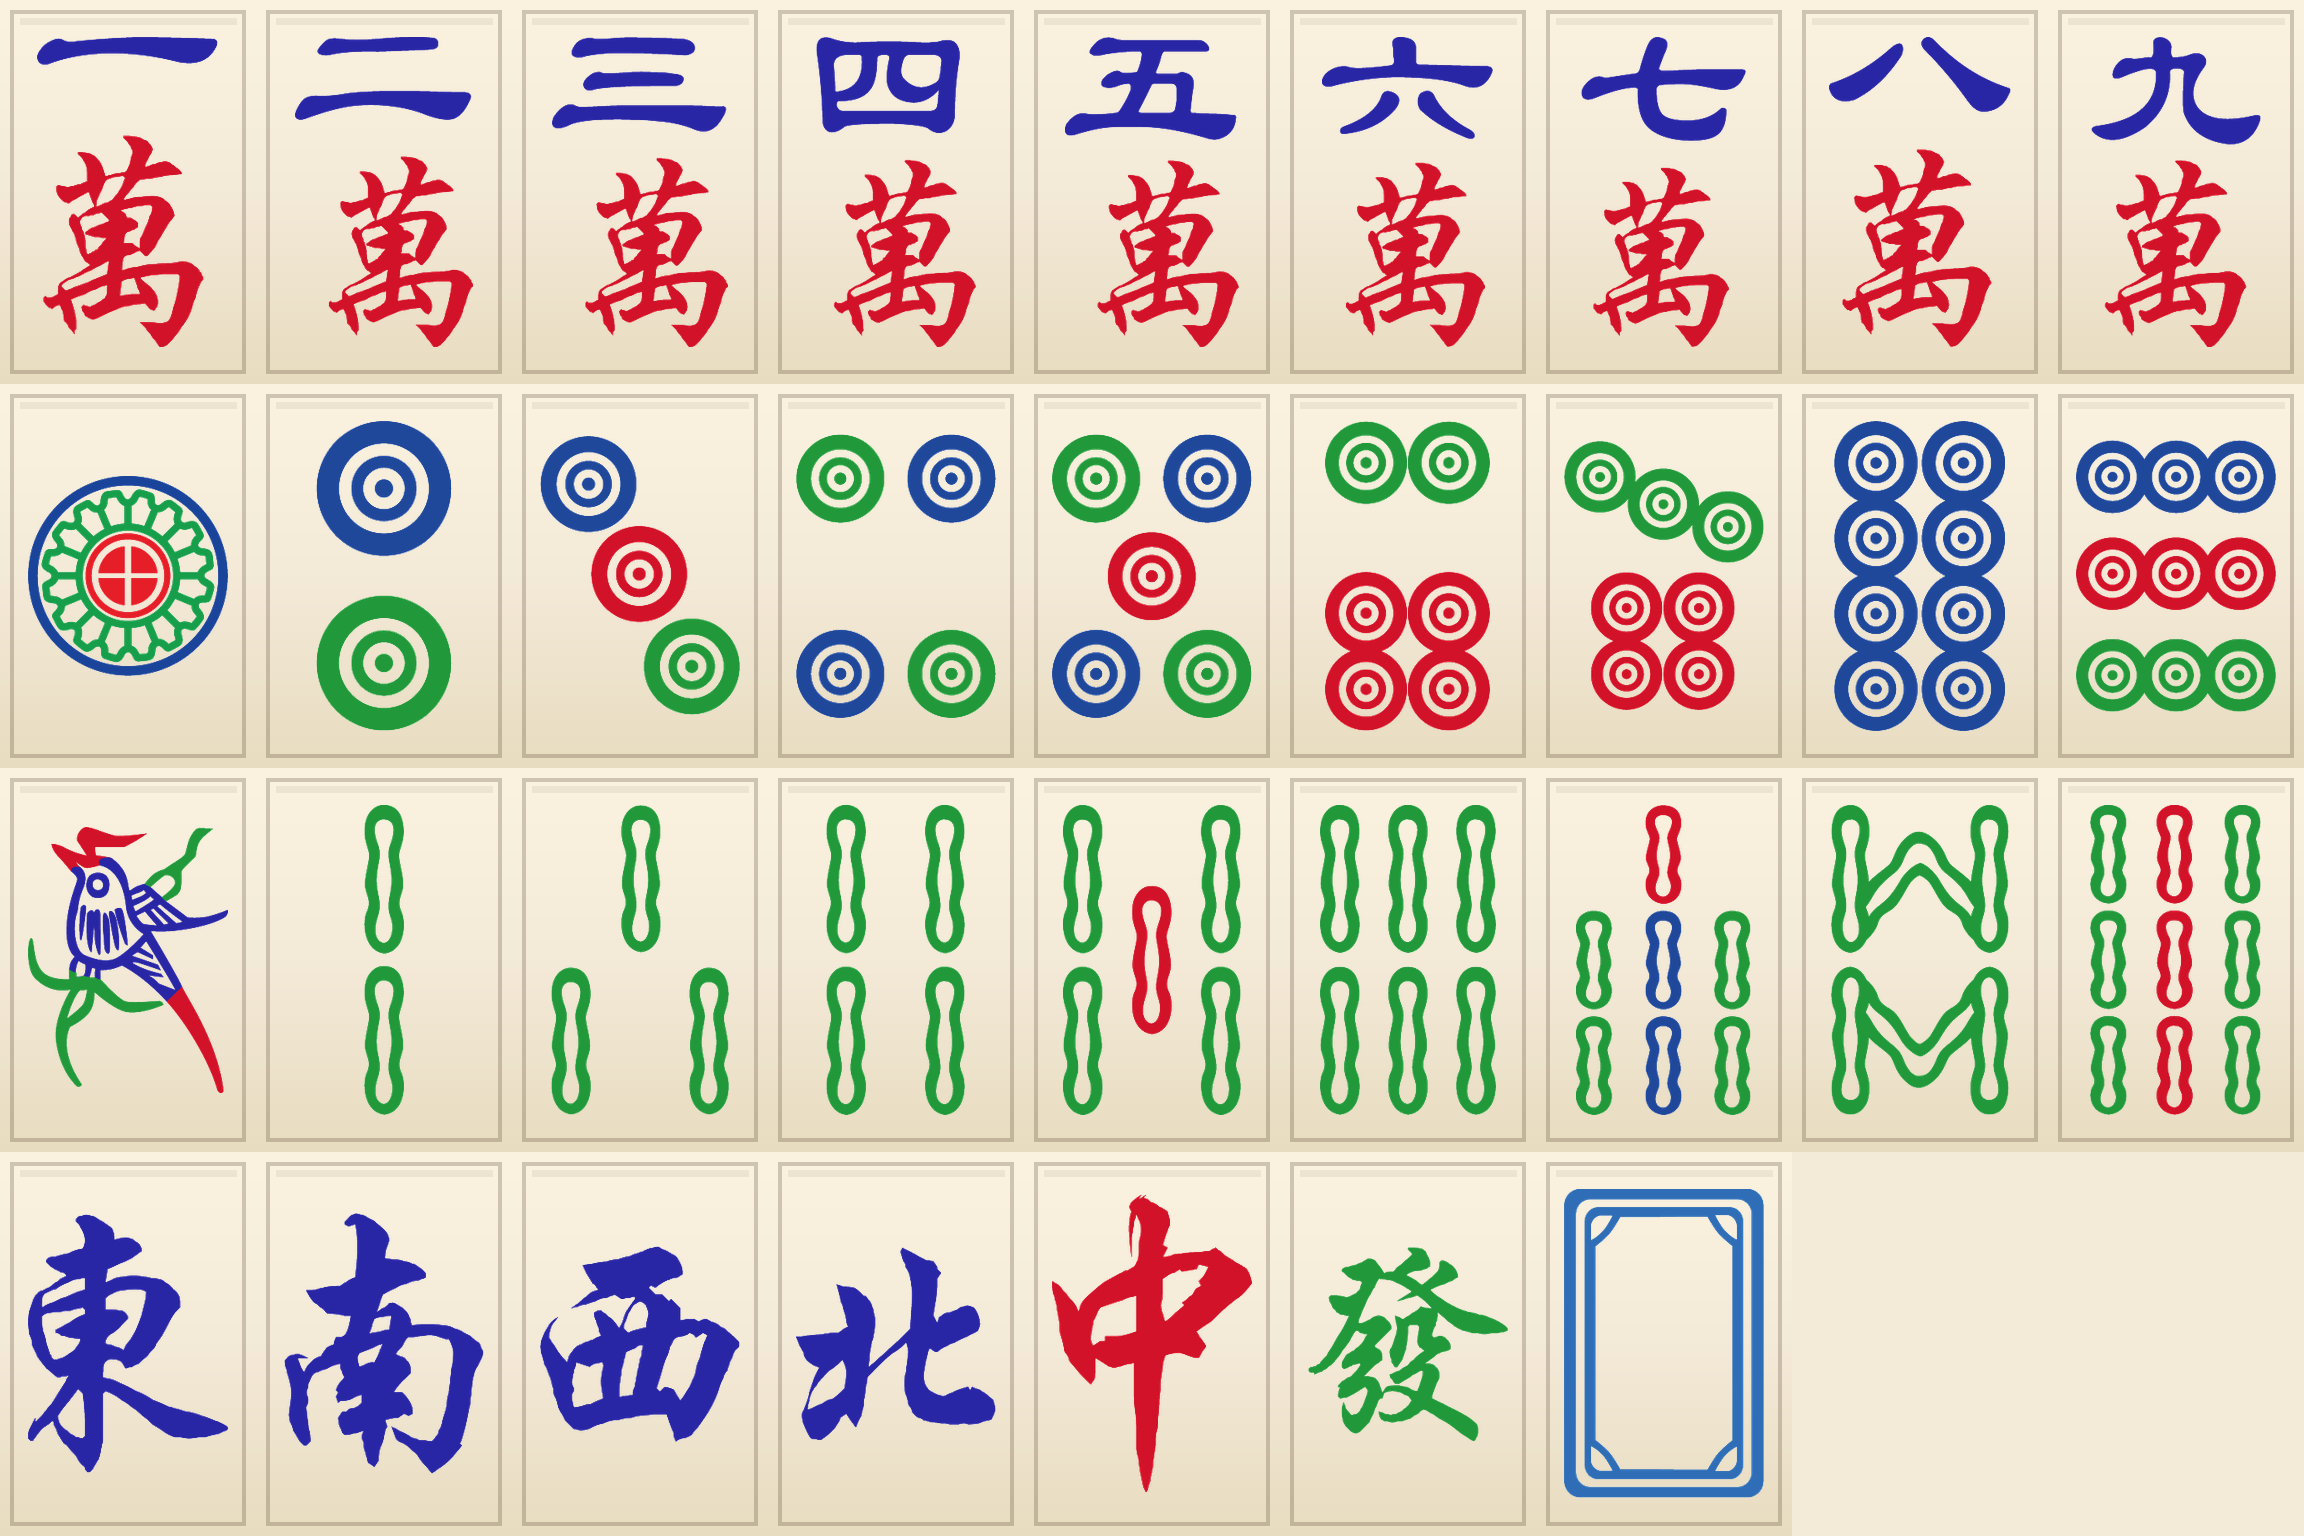 一萬 二萬 三萬 四萬 五萬 六萬 七萬 八萬 九萬
東 南 西 北 中 發